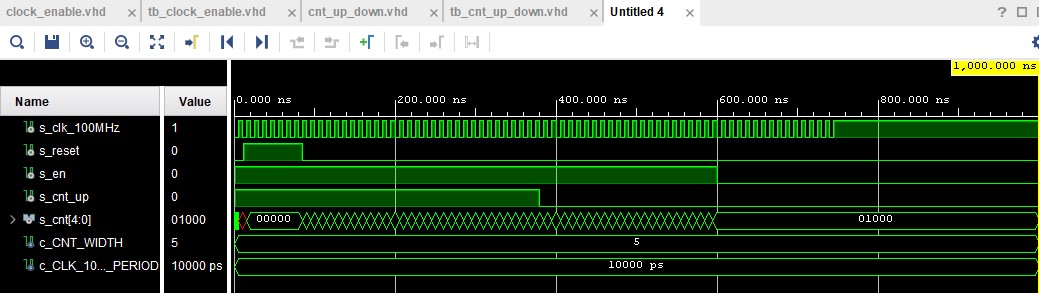 clock_enable.vhd × tb_clock_enable.vhd × cnt_up_down.vhd × tb_cnt_up_down.vhd × Untitled 4 × ?
1,000.000 ns
Name Value 0.000 ns 200.000 ns 400.000 ns 600.000 ns 800.000 ns
s_clk_100MHz 1
s_reset 0
s_en 0
s_cnt_up 0
s_cnt[4:0] 01000 00000 01000
c_CNT_WIDTH 5 5
c_CLK_10..._PERIOD 10000 ps 10000 ps